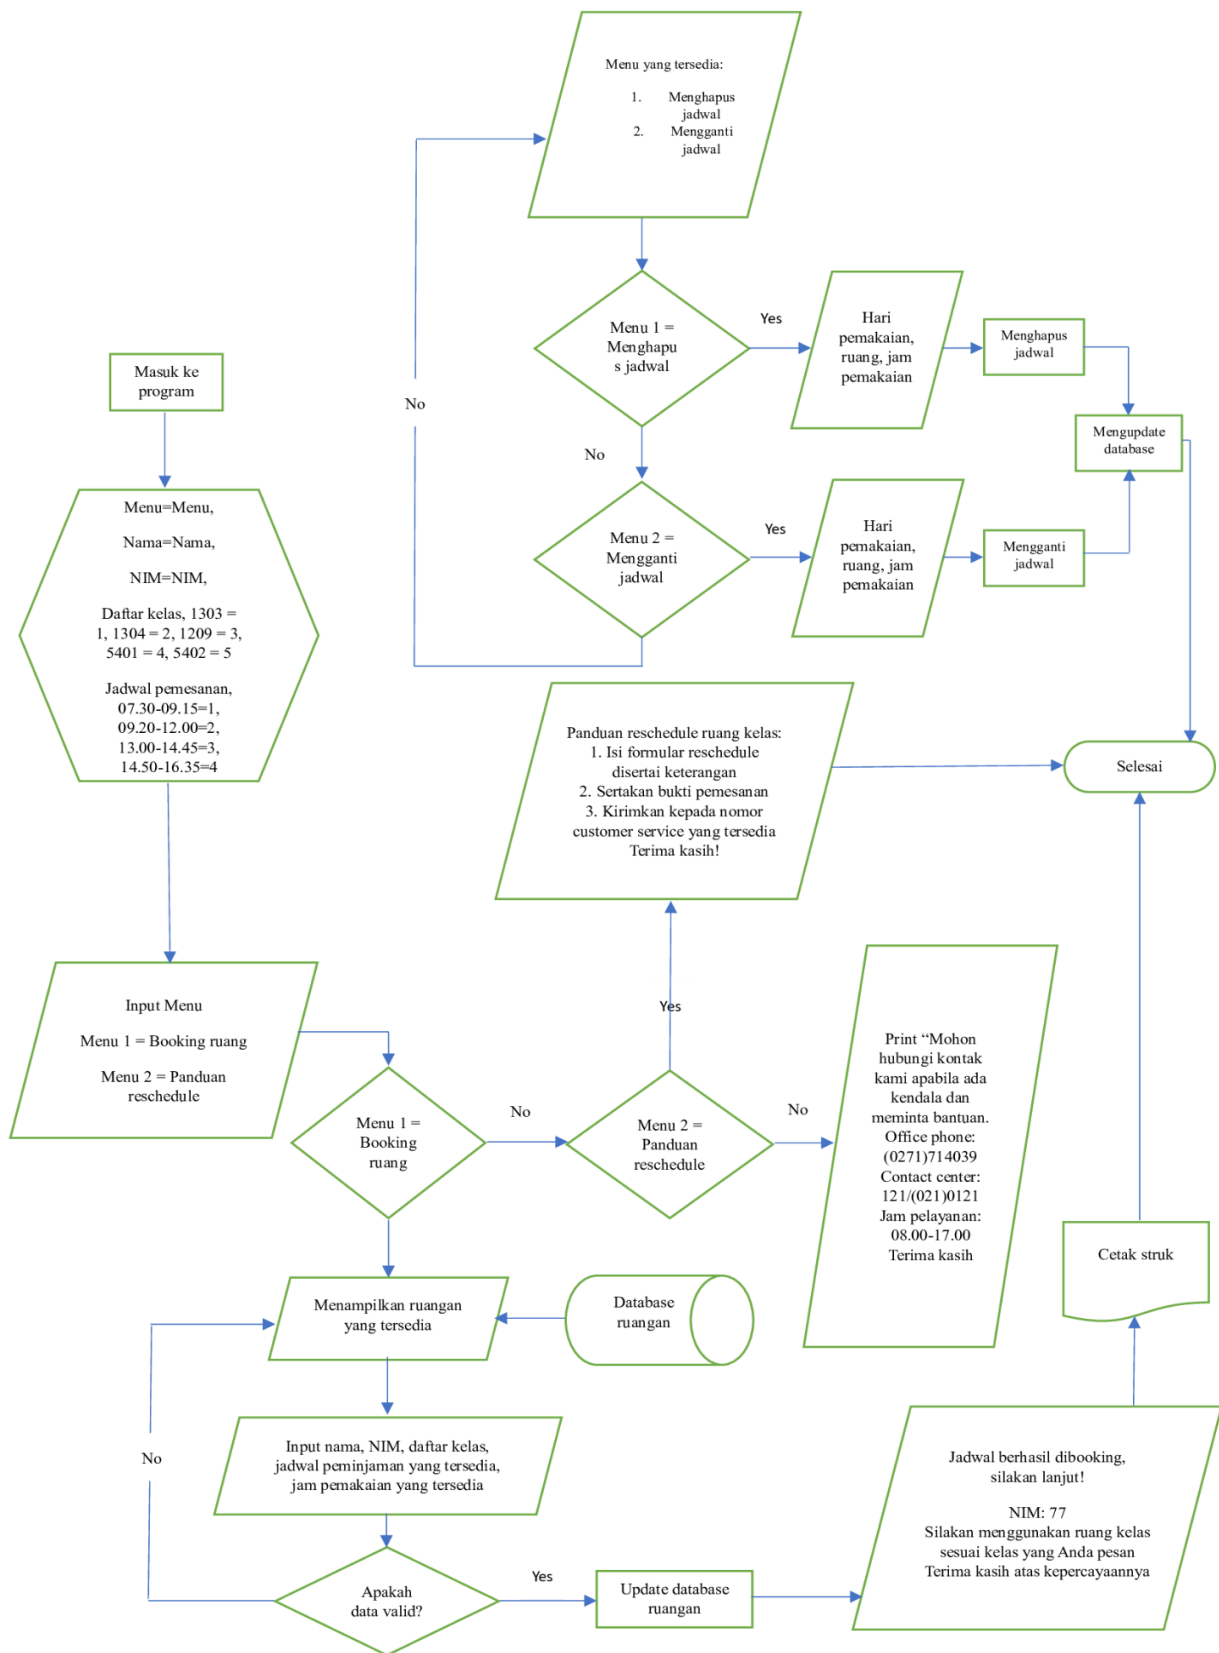 Menu yang tersedia:
1. Menghapus
jadwal
2. Mengganti
jadwal
Menu 1 =
Menghapu
s jadwal
Yes
Hari
pemakaian,
ruang, jam
pemakaian
Menghapus
jadwal
Masuk ke
program
No
Mengupdate
database
No
Menu 2 =
Mengganti
jadwal
Yes
Hari
pemakaian,
ruang, jam
pemakaian
Mengganti
jadwal
Menu=Menu,
Nama=Nama,
NIM=NIM,
Daftar kelas, 1303 =
1, 1304 = 2, 1209 = 3,
5401 = 4, 5402 = 5
Jadwal pemesanan,
07.30-09.15=1,
09.20-12.00=2,
13.00-14.45=3,
14.50-16.35=4
Panduan reschedule ruang kelas:
1. Isi formular reschedule
disertai keterangan
2. Sertakan bukti pemesanan
3. Kirimkan kepada nomor
customer service yang tersedia
Terima kasih!
Selesai
Input Menu
Menu 1 = Booking ruang
Menu 2 = Panduan
reschedule
Yes
Menu 1 =
Booking
ruang
No
Menu 2 =
Panduan
reschedule
No
Print “Mohon
hubungi kontak
kami apabila ada
kendala dan
meminta bantuan.
Office phone:
(0271)714039
Contact center:
121/(021)0121
Jam pelayanan:
08.00-17.00
Terima kasih
Cetak struk
Menampilkan ruangan
yang tersedia
Database
ruangan
No
Input nama, NIM, daftar kelas,
jadwal peminjaman yang tersedia,
jam pemakaian yang tersedia
Jadwal berhasil dibooking,
silakan lanjut!
NIM: 77
Silakan menggunakan ruang kelas
sesuai kelas yang Anda pesan
Terima kasih atas kepercayaannya
Apakah
data valid?
Yes
Update database
ruangan